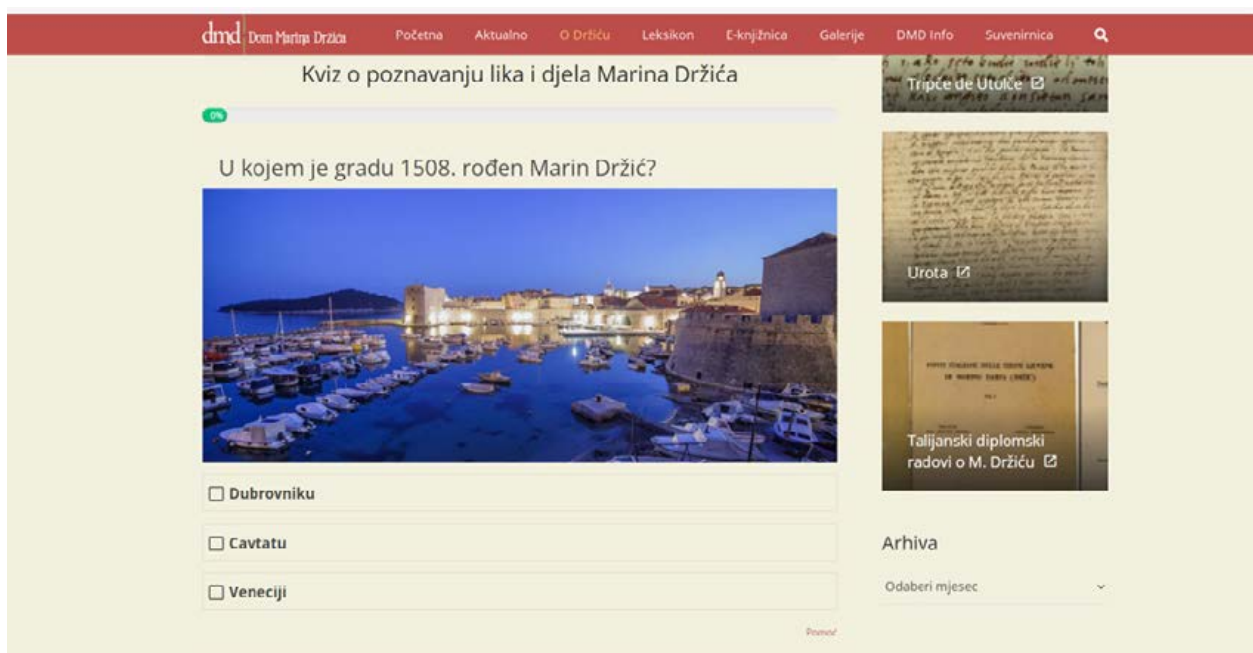 dmd Dom Marina Držića
Početna Aktualno O Držiću Leksikon E-knjižnica Galerije DMD Info Suvenirnica
Kviz o poznavanju lika i djela Marina Držića
0%
U kojem je gradu 1508. rođen Marin Držić?
Dubrovniku
Cavtatu
Veneciji
Pomoć
Tripče de Utolče
Urota
Talijanski diplomski
radovi o M. Držiću
Arhiva
Odaberi mjesec